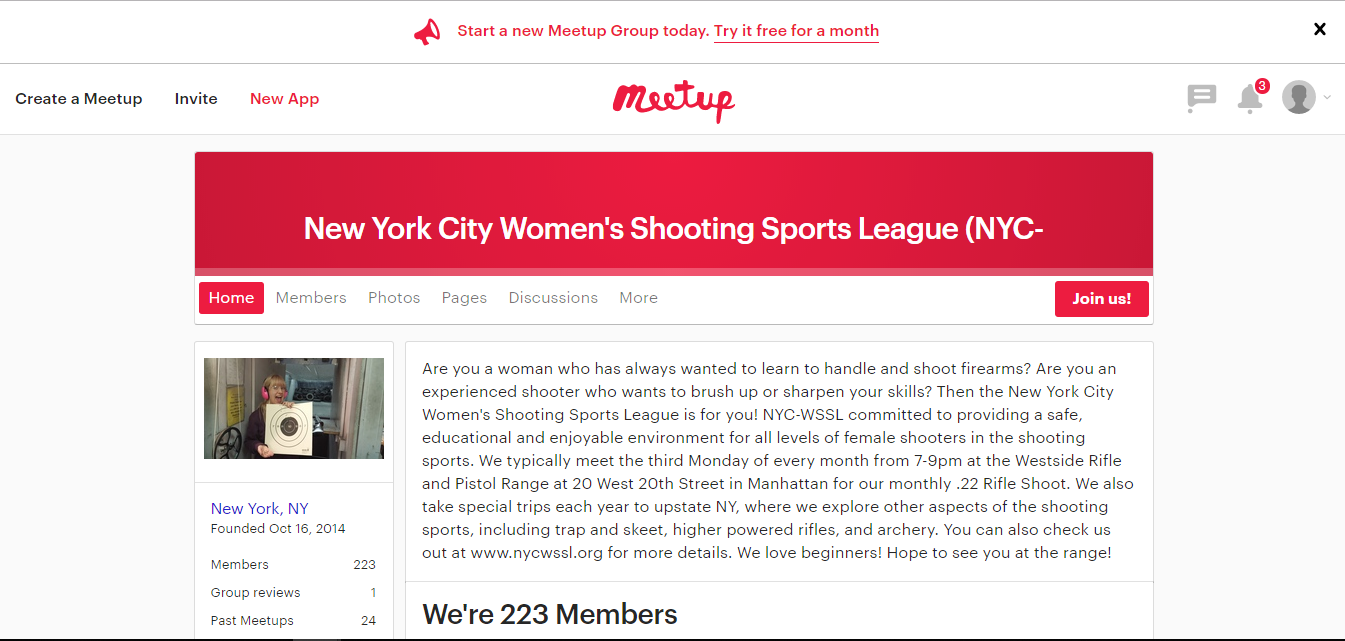 Start a new Meetup Group today. Try it free for a month
Create a Meetup
Invite
New App
Meetup
3
New York City Women's Shooting Sports League (NYC-
Home
Members
Photos
Pages
Discussions
More
Join us!
Are you a woman who has always wanted to learn to handle and shoot firearms? Are you an
experienced shooter who wants to brush up or sharpen your skills? Then the New York City
Women's Shooting Sports League is for you! NYC-WSSL committed to providing a safe,
educational and enjoyable environment for all levels of female shooters in the shooting
sports. We typically meet the third Monday of every month from 7-9pm at the Westside Rifle
and Pistol Range at 20 West 20th Street in Manhattan for our monthly .22 Rifle Shoot. We also
take special trips each year to upstate NY, where we explore other aspects of the shooting
sports, including trap and skeet, higher powered rifles, and archery. You can also check us
out at www.nycwssl.org for more details. We love beginners! Hope to see you at the range!
New York, NY
Founded Oct 16, 2014
Members 223
Group reviews 1
Past Meetups 24
We're 223 Members